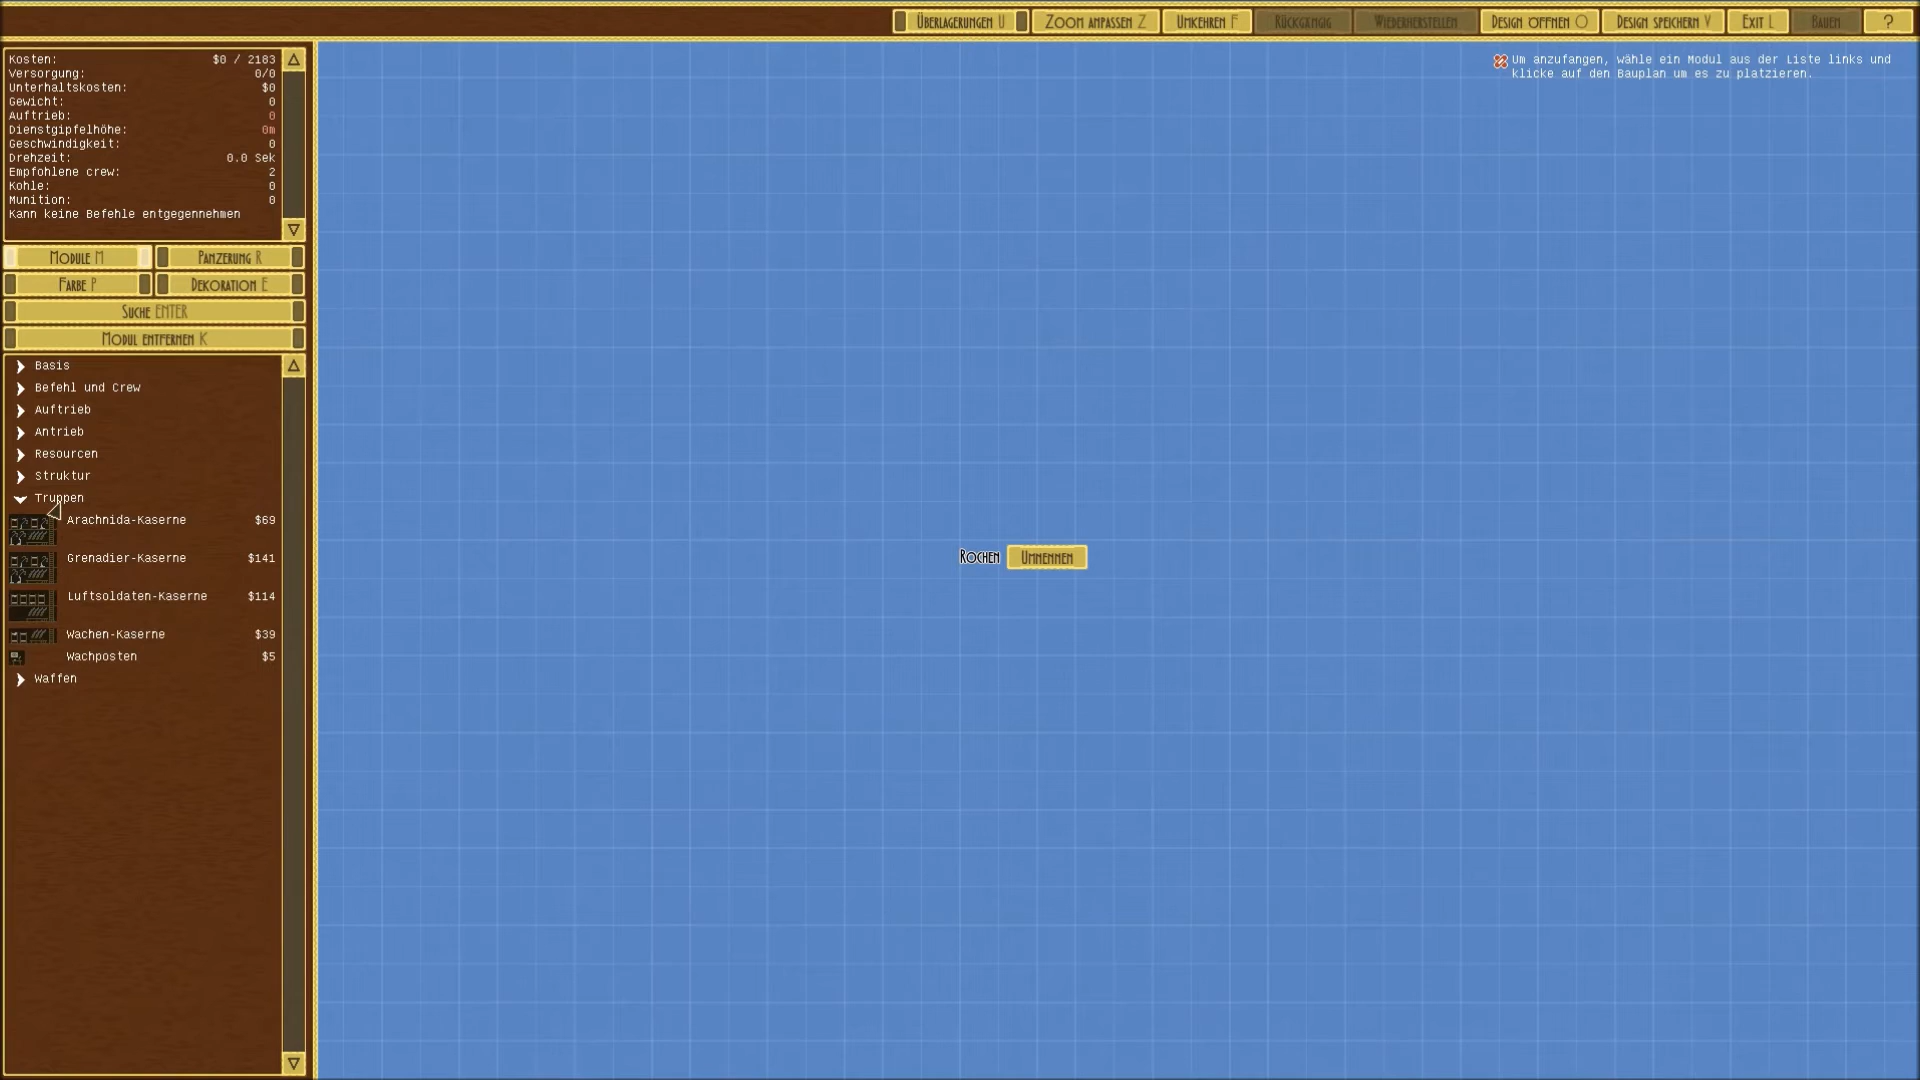 Überlagerungen U
Zoom anpassen Z
Umkehren F
Rückgängig
Wiederherstellen
Design öffnen O
Design speichern V
Exit L
Bauen
?
Kosten: $0 / 2183
Versorgung: 0/0
Unterhaltskosten: $0
Gewicht: 0
Auftrieb: 0
Dienstgipfelhöhe: 0m
Geschwindigkeit: 0
Drehzeit: 0.0 Sek
Empfohlene crew: 2
Kohle: 0
Munition: 0
Kann keine Befehle entgegennehmen
Um anzufangen, wähle ein Modul aus der Liste links und
klicke auf den Bauplan um es zu platzieren.
Module M
Panzerung R
Farbe P
Dekoration E
Suche ENTER
Modul entfernen K
Basis
Befehl und Crew
Auftrieb
Antrieb
Resourcen
Struktur
Truppen
Arachnida-Kaserne $69
Grenadier-Kaserne $141
Luftsoldaten-Kaserne $114
Wachen-Kaserne $39
Wachposten $5
Waffen
Rochen
Umnennen